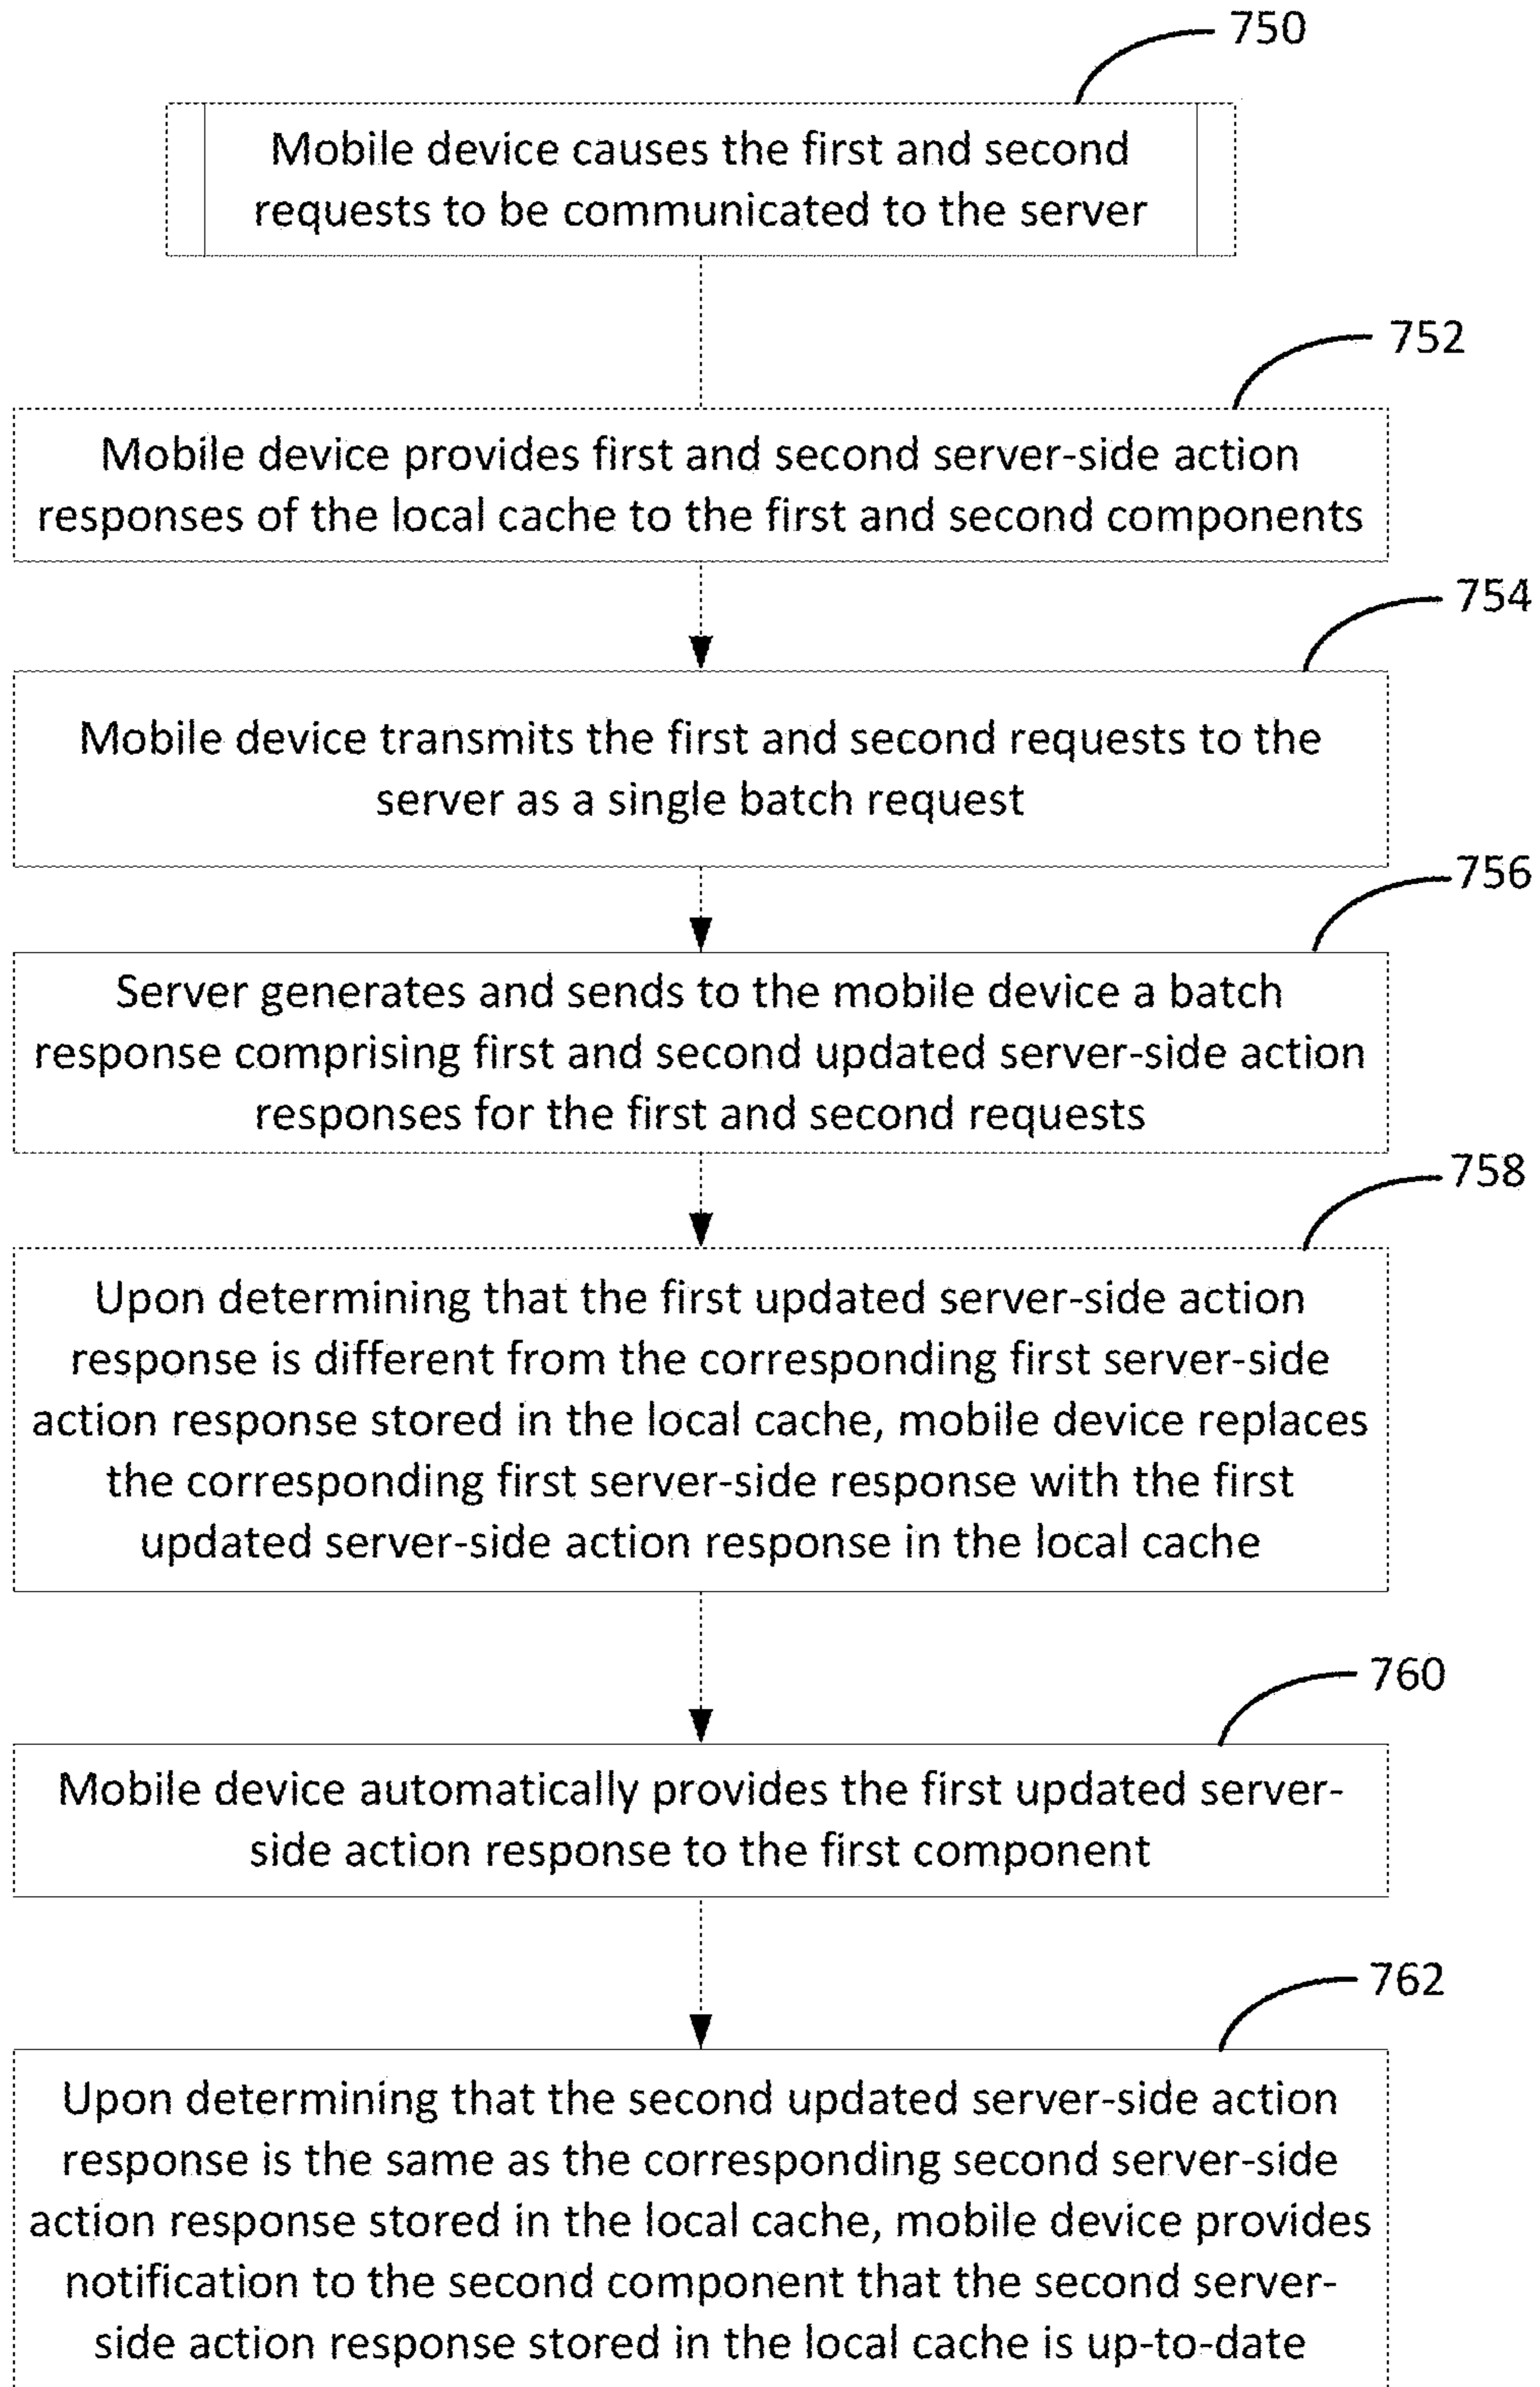 750
Mobile device causes the first and second
requests to be communicated to the server
752
Mobile device provides first and second server-side action
responses of the local cache to the first and second components
754
Mobile device transmits the first and second requests to the
server as a single batch request
756
Server generates and sends to the mobile device a batch
response comprising first and second updated server-side action
responses for the first and second requests
758
Upon determining that the first updated server-side action
response is different from the corresponding first server-side
action response stored in the local cache, mobile device replaces
the corresponding first server-side response with the first
updated server-side action response in the local cache
760
Mobile device automatically provides the first updated server-
side action response to the first component
762
Upon determining that the second updated server-side action
response is the same as the corresponding second server-side
action response stored in the local cache, mobile device provides
notification to the second component that the second server-
side action response stored in the local cache is up-to-date